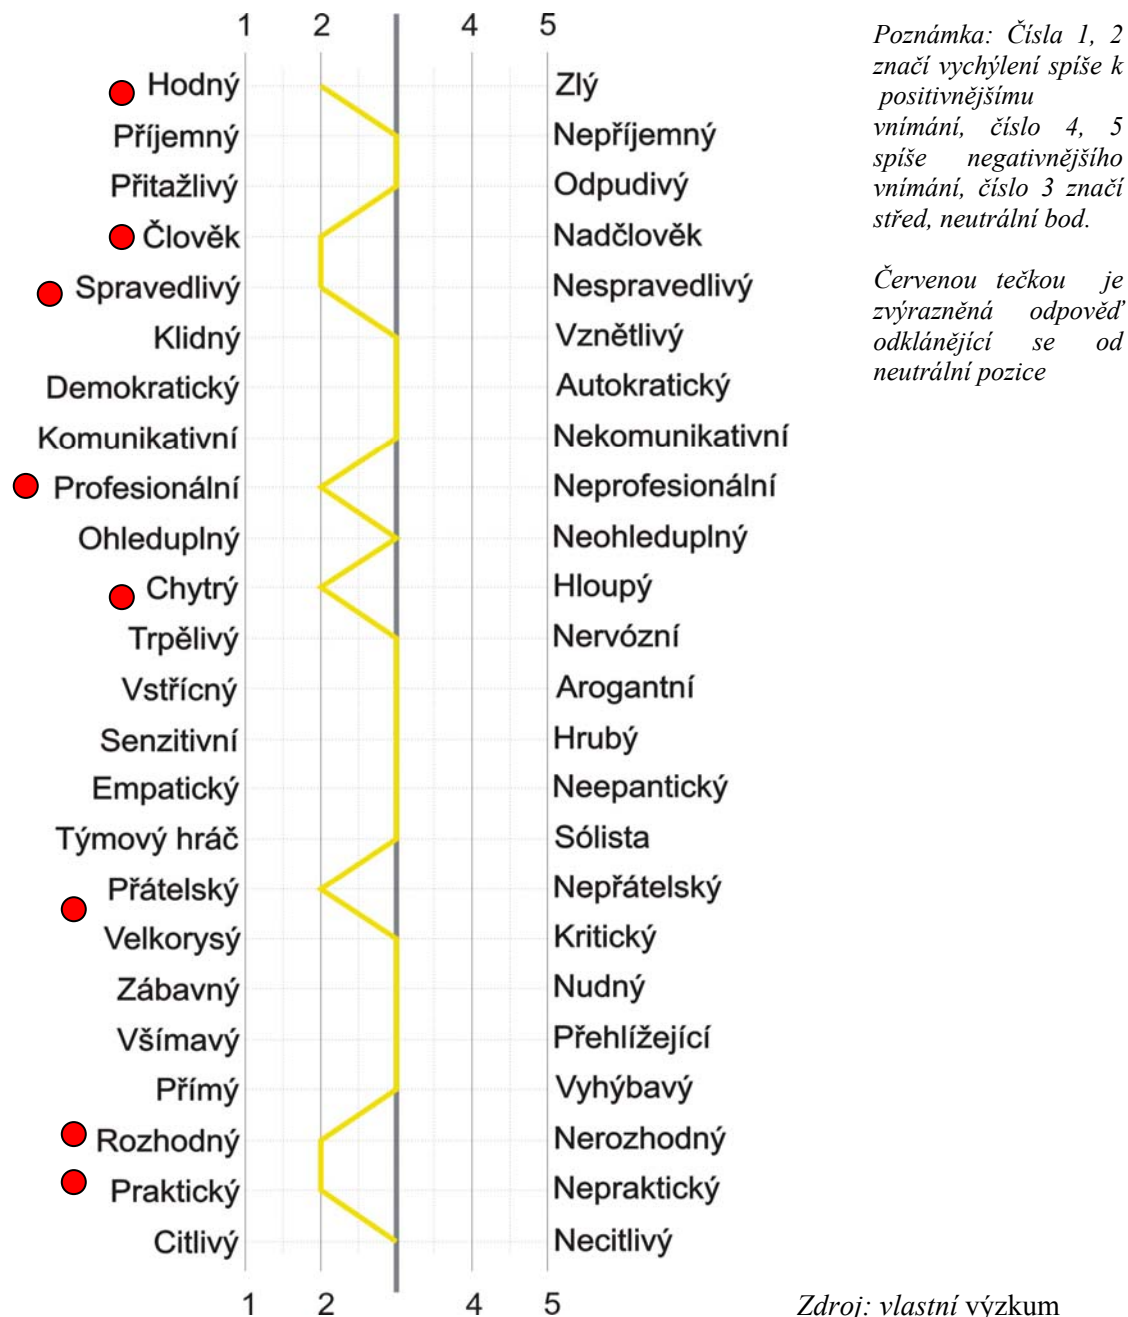 1 2 4 5
Hodný Zlý
Příjemný Nepříjemný
Přitažlivý Odpudivý
Člověk Nadčlověk
Spravedlivý Nespravedlivý
Klidný Vznětlivý
Demokratický Autokratický
Komunikativní Nekomunikativní
Profesionální Neprofesionální
Ohleduplný Neohleduplný
Chytrý Hloupý
Trpělivý Nervózní
Vstřícný Arogantní
Senzitivní Hrubý
Empatický Neepantický
Týmový hráč Sólista
Přátelský Nepřátelský
Velkorysý Kritický
Zábavný Nudný
Všímavý Přehlížející
Přímý Vyhýbavý
Rozhodný Nerozhodný
Praktický Nepraktický
Citlivý Necitlivý
1 2 4 5
Poznámka: Čísla 1, 2
značí vychýlení spíše k
positivnějšímu
vnímání, číslo 4, 5
spíše negativnějšího
vnímání, číslo 3 značí
střed, neutrální bod.
Červenou tečkou je
zvýrazněná odpověď
odklánějící se od
neutrální pozice
Zdroj: vlastní výzkum